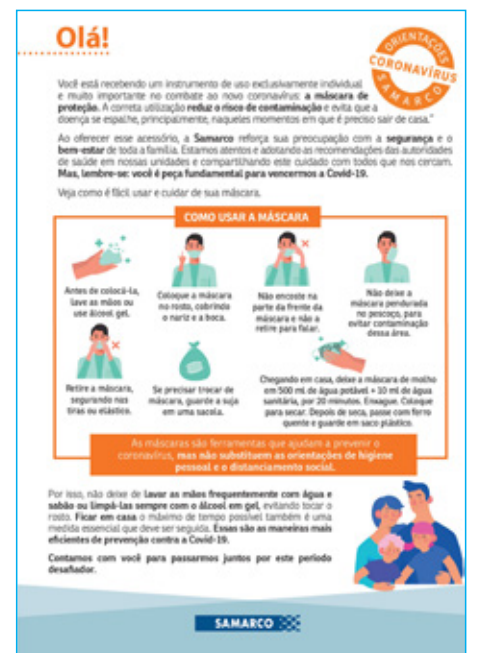 Olá!
ORIENTAÇÕES
CORONAVÍRUS
SAMARCO
Você está recebendo um instrumento de uso exclusivamente individual
e muito importante no combate ao novo coronavírus: a máscara de
proteção. A correta utilização reduz o risco de contaminação e evita que a
doença se espalhe, principalmente, naqueles momentos em que é preciso sair de casa."
Ao oferecer esse acessório, a Samarco reforça sua preocupação com a segurança e o
bem-estar de toda a família. Estamos atentos e adotando as recomendações das autoridades
de saúde em nossas unidades e compartilhando este cuidado com todos que nos cercam.
Mas, lembre-se: você é peça fundamental para vencermos a Covid-19.
Veja como é fácil usar e cuidar de sua máscara.
COMO USAR A MÁSCARA
Antes de colocá-la,
lave as mãos ou
use álcool gel.
Coloque a máscara
no rosto, cobrindo
o nariz e a boca.
Não encoste na
parte da frente da
máscara e não a
retire para falar.
Não deixe a
máscara pendurada
no pescoço, para
evitar contaminação
dessa área.
Retire a máscara,
segurando nas
tiras ou elástico.
Se precisar trocar de
máscara, guarde a suja
em uma sacola.
Chegando em casa, deixe a máscara de molho
em 500 ml de água potável + 10 ml de água
sanitária, por 20 minutos. Enxague. Coloque
para secar. Depois de seca, passe com ferro
quente e guarde em saco plástico.
As máscaras são ferramentas que ajudam a prevenir o
coronavírus, mas não substituem as orientações de higiene
pessoal e o distanciamento social.
Por isso, não deixe de lavar as mãos frequentemente com água e
sabão ou limpá-las sempre com o álcool em gel, evitando tocar o
rosto. Ficar em casa o máximo de tempo possível também é uma
medida essencial que deve ser seguida. Essas são as maneiras mais
eficientes de prevenção contra a Covid-19.
Contamos com você para passarmos juntos por este período
desafiador.
SAMARCO